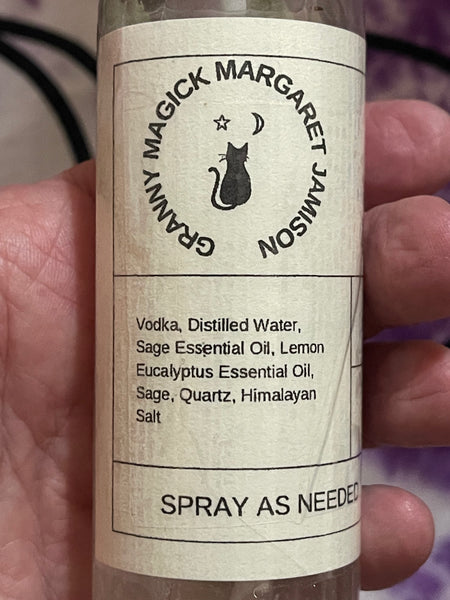 GRANNY MAGICK MARGARET JAMISON
Vodka, Distilled Water,
Sage Essential Oil, Lemon
Eucalyptus Essential Oil,
Sage, Quartz, Himalayan
Salt
SPRAY AS NEEDED